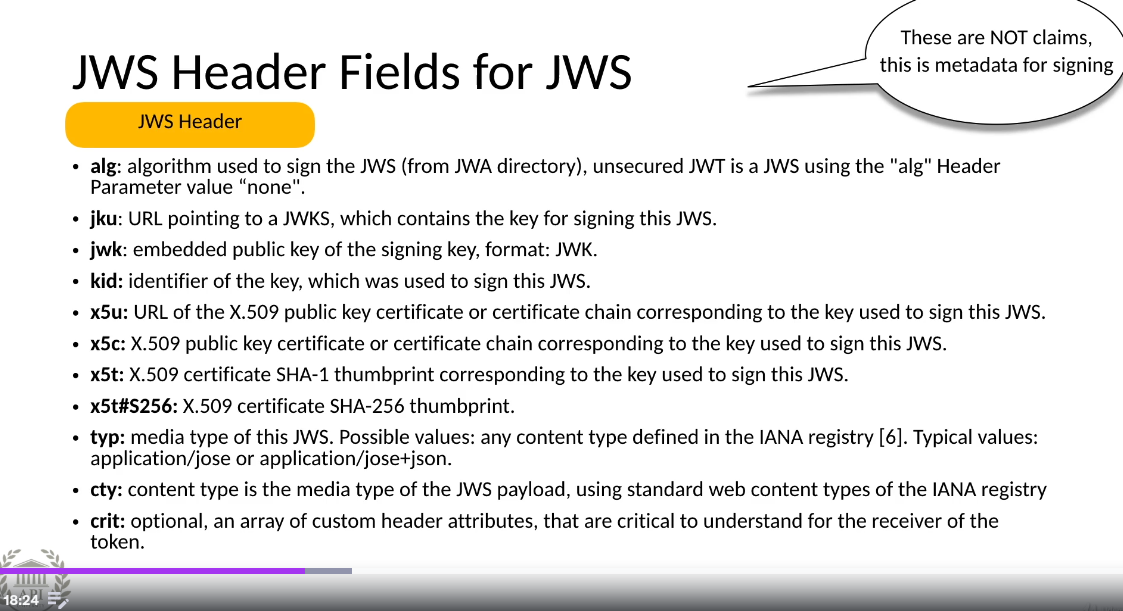 These are NOT claims,
this is metadata for signing
JWS Header Fields for JWS
JWS Header
• alg: algorithm used to sign the JWS (from JWA directory), unsecured JWT is a JWS using the "alg" Header
Parameter value “none".
• jku: URL pointing to a JWKS, which contains the key for signing this JWS.
• jwk: embedded public key of the signing key, format: JWK.
• kid: identifier of the key, which was used to sign this JWS.
• x5u: URL of the X.509 public key certificate or certificate chain corresponding to the key used to sign this JWS.
• x5c: X.509 public key certificate or certificate chain corresponding to the key used to sign this JWS.
• x5t: X.509 certificate SHA-1 thumbprint corresponding to the key used to sign this JWS.
• x5t#S256: X.509 certificate SHA-256 thumbprint.
• typ: media type of this JWS. Possible values: any content type defined in the IANA registry [6]. Typical values:
application/jose or application/jose+json.
• cty: content type is the media type of the JWS payload, using standard web content types of the IANA registry
• crit: optional, an array of custom header attributes, that are critical to understand for the receiver of the
token.
18:24